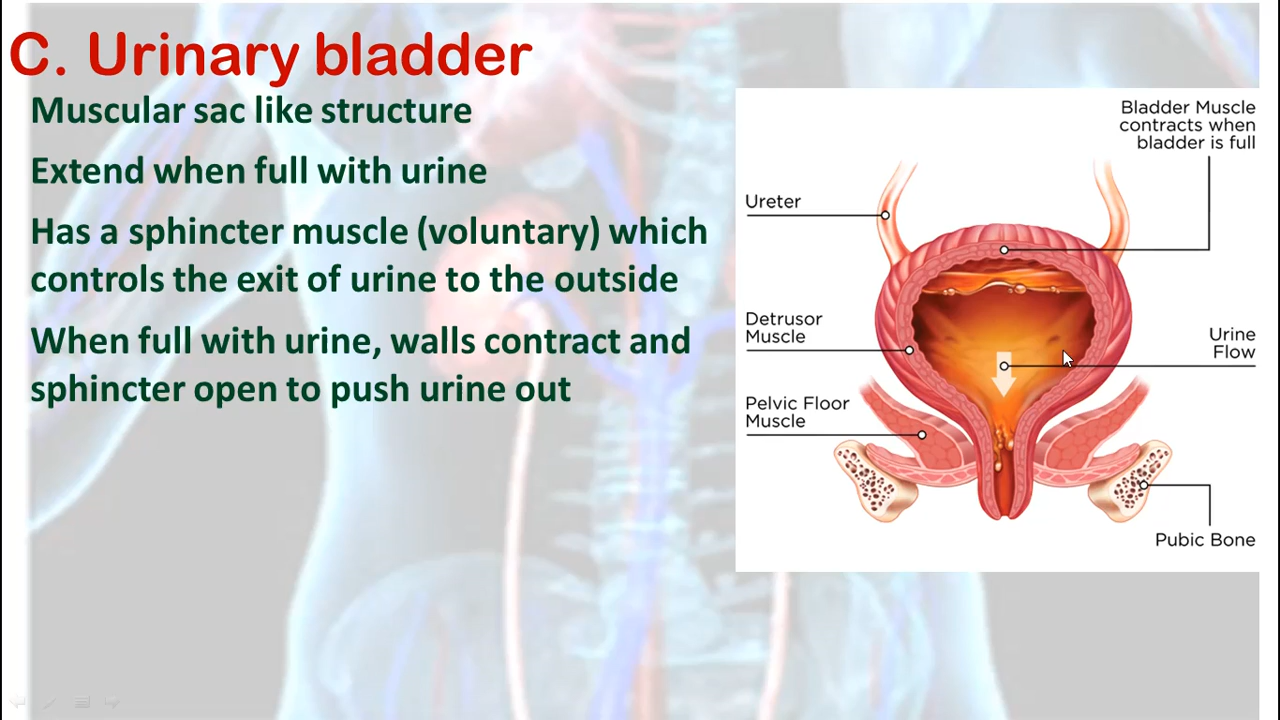 C. Urinary bladder
Muscular sac like structure
Extend when full with urine
Has a sphincter muscle (voluntary) which
controls the exit of urine to the outside
When full with urine, walls contract and
sphincter open to push urine out
Bladder Muscle
contracts when
bladder is full
Ureter
Detrusor
Muscle
Urine
Flow
Pelvic Floor
Muscle
Pubic Bone